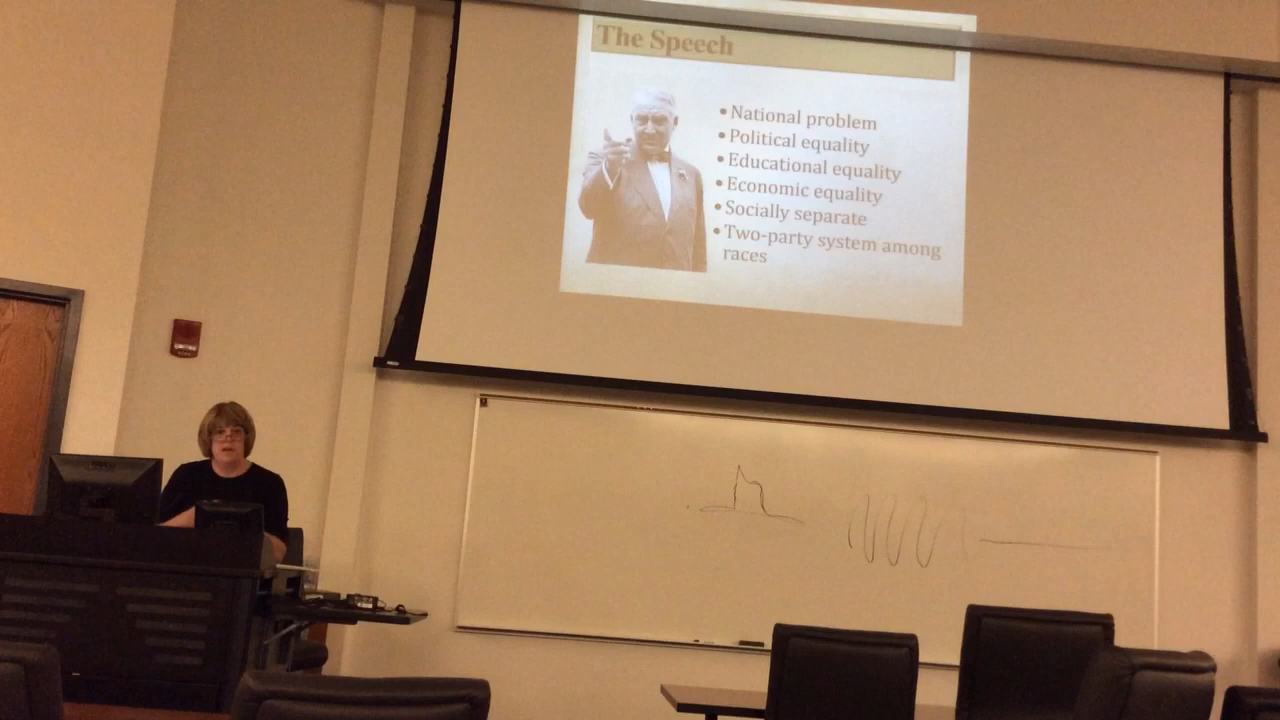 The Speech
• National problem
• Political equality
• Educational equality
• Economic equality
• Socially separate
• Two-party system among
races